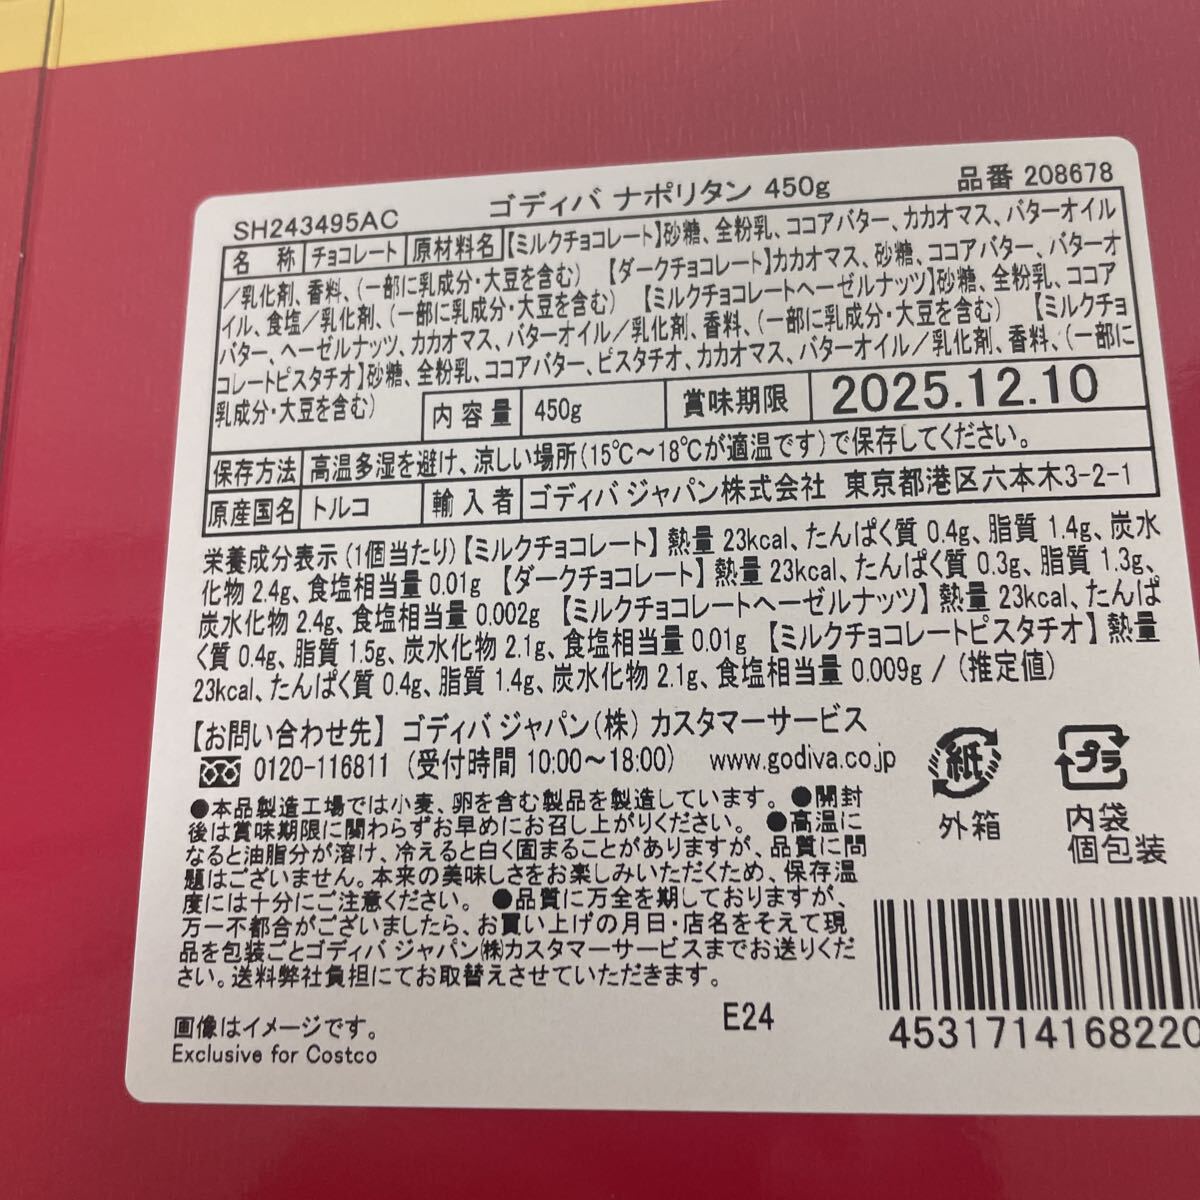 SH243495AC ゴディバ ナポリタン 450g 品番 208678
名 称 チョコレート 原材料名 【ミルクチョコレート】砂糖、全粉乳、ココアバター、カカオマス、バターオイル
／乳化剤、香料、(一部に乳成分・大豆を含む) 【ダークチョコレート】カカオマス、砂糖、ココアバター、バターオ
イル、食塩／乳化剤、(一部に乳成分・大豆を含む) 【ミルクチョコレートヘーゼルナッツ】砂糖、全粉乳、ココア
バター、ヘーゼルナッツ、カカオマス、バターオイル／乳化剤、香料、(一部に乳成分・大豆を含む) 【ミルクチョ
コレートピスタチオ】砂糖、全粉乳、ココアバター、ピスタチオ、カカオマス、バターオイル／乳化剤、香料、(一部に
乳成分・大豆を含む)
内 容 量 450g 賞味期限 2025.12.10
保存方法 高温多湿を避け、涼しい場所(15℃～18℃が適温です)で保存してください。
原産国名 トルコ 輸 入 者 ゴディバ ジャパン株式会社 東京都港区六本木3-2-1
栄養成分表示(1個当たり)【ミルクチョコレート】熱量 23kcal、たんぱく質 0.4g、脂質 1.4g、炭水
化物 2.4g、食塩相当量 0.01g 【ダークチョコレート】熱量 23kcal、たんぱく質 0.3g、脂質 1.3g、
炭水化物 2.4g、食塩相当量 0.002g 【ミルクチョコレートヘーゼルナッツ】熱量 23kcal、たんぱ
く質 0.4g、脂質 1.5g、炭水化物 2.1g、食塩相当量 0.01g 【ミルクチョコレートピスタチオ】熱量
23kcal、たんぱく質 0.4g、脂質 1.4g、炭水化物 2.1g、食塩相当量 0.009g / (推定値)
【お問い合わせ先】 ゴディバ ジャパン(株) カスタマーサービス
0120-116811 (受付時間 10:00～18:00) www.godiva.co.jp
紙
外箱
プラ
内袋
個包装
●本品製造工場では小麦、卵を含む製品を製造しています。●開封
後は賞味期限に関わらずお早めにお召し上がりください。 ●高温に
なると油脂分が溶け、冷えると白く固まることがありますが、品質に問
題はございません。本来の美味しさをお楽しみいただくため、保存温
度には十分にご注意ください。 ●品質に万全を期しておりますが、
万一不都合がございましたら、お買い上げの月日・店名をそえて現
品を包装ごとゴディバ ジャパン㈱カスタマーサービスまでお送りくだ
さい。送料弊社負担にてお取替えさせていただきます。
画像はイメージです。
Exclusive for Costco
E24
4531714168220